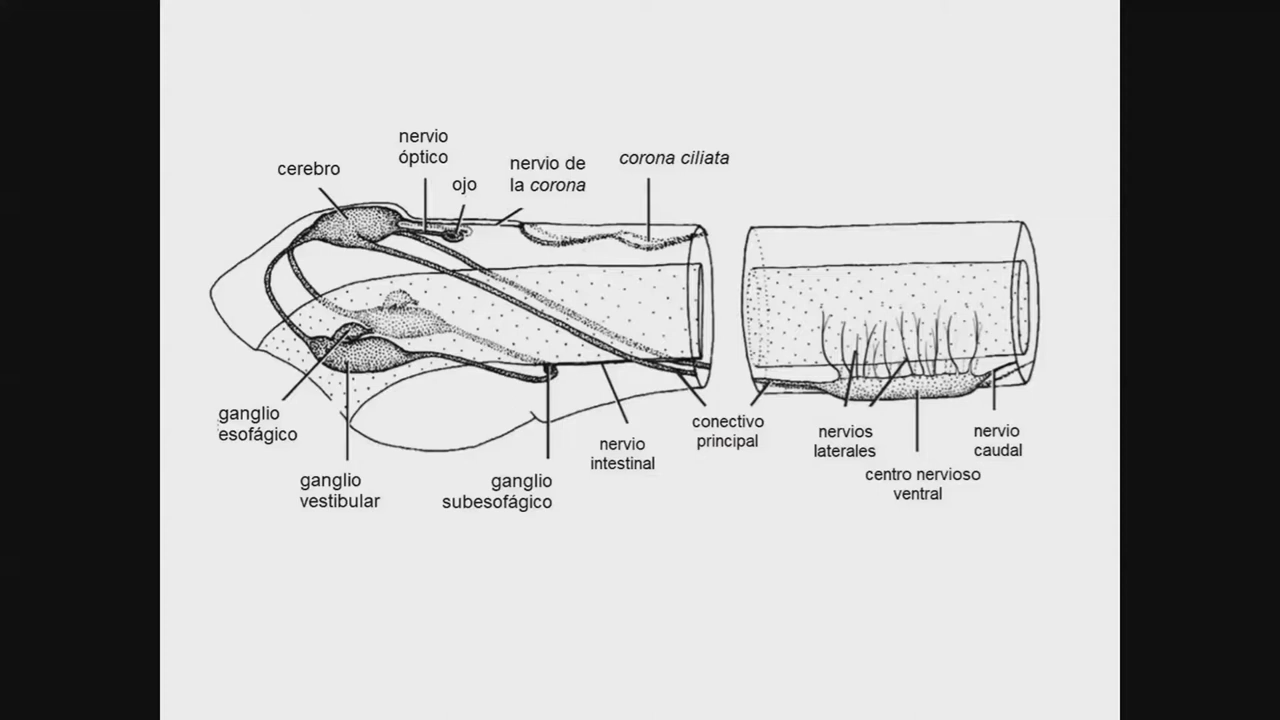 nervio
óptico
cerebro
ojo
nervio de
la corona
corona ciliata
ganglio
esofágico
ganglio
vestibular
ganglio
subesofágico
nervio
intestinal
conectivo
principal
nervios
laterales
centro nervioso
ventral
nervio
caudal